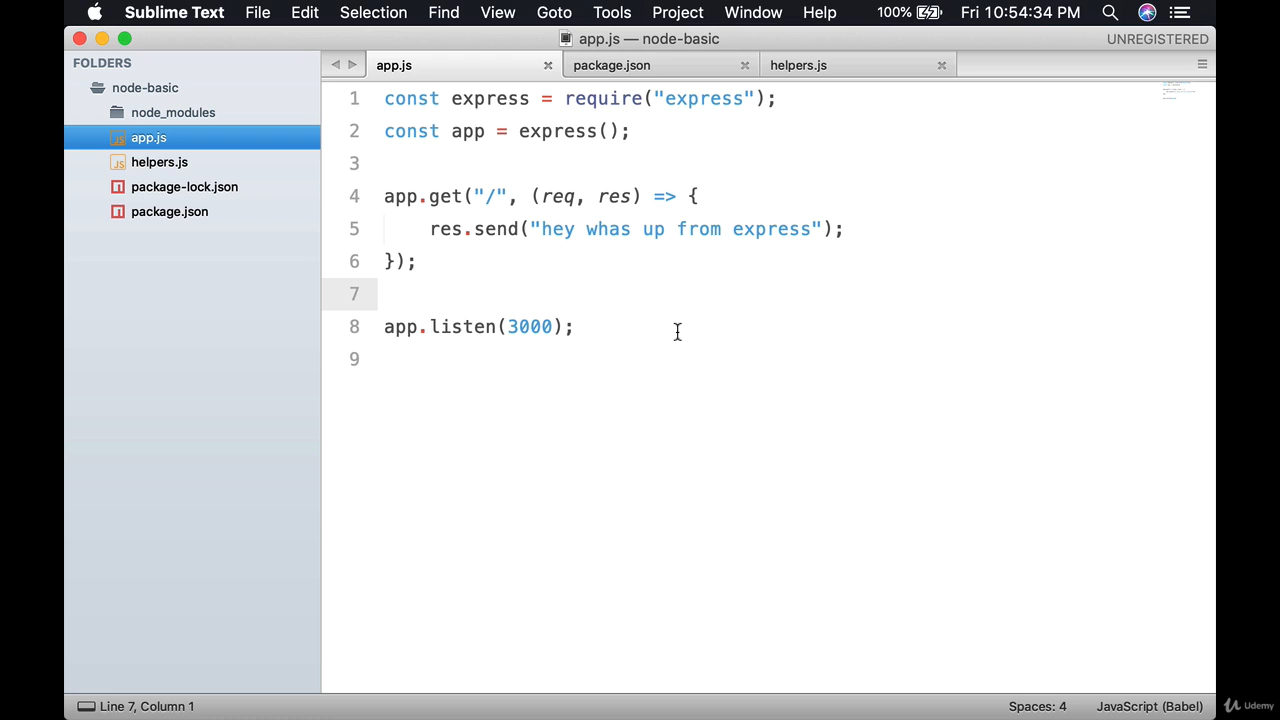 Sublime Text File Edit Selection Find View Goto Tools Project Window Help 100% Fri 10:54:34 PM
app.js — node-basic UNREGISTERED
FOLDERS
node-basic
node_modules
app.js
helpers.js
package-lock.json
package.json
app.js package.json helpers.js
1 const express = require("express");
2 const app = express();
3
4 app.get("/", (req, res) => {
5 res.send("hey whas up from express");
6 });
7
8 app.listen(3000);
9
Line 7, Column 1 Spaces: 4 JavaScript (Babel)
Udemy